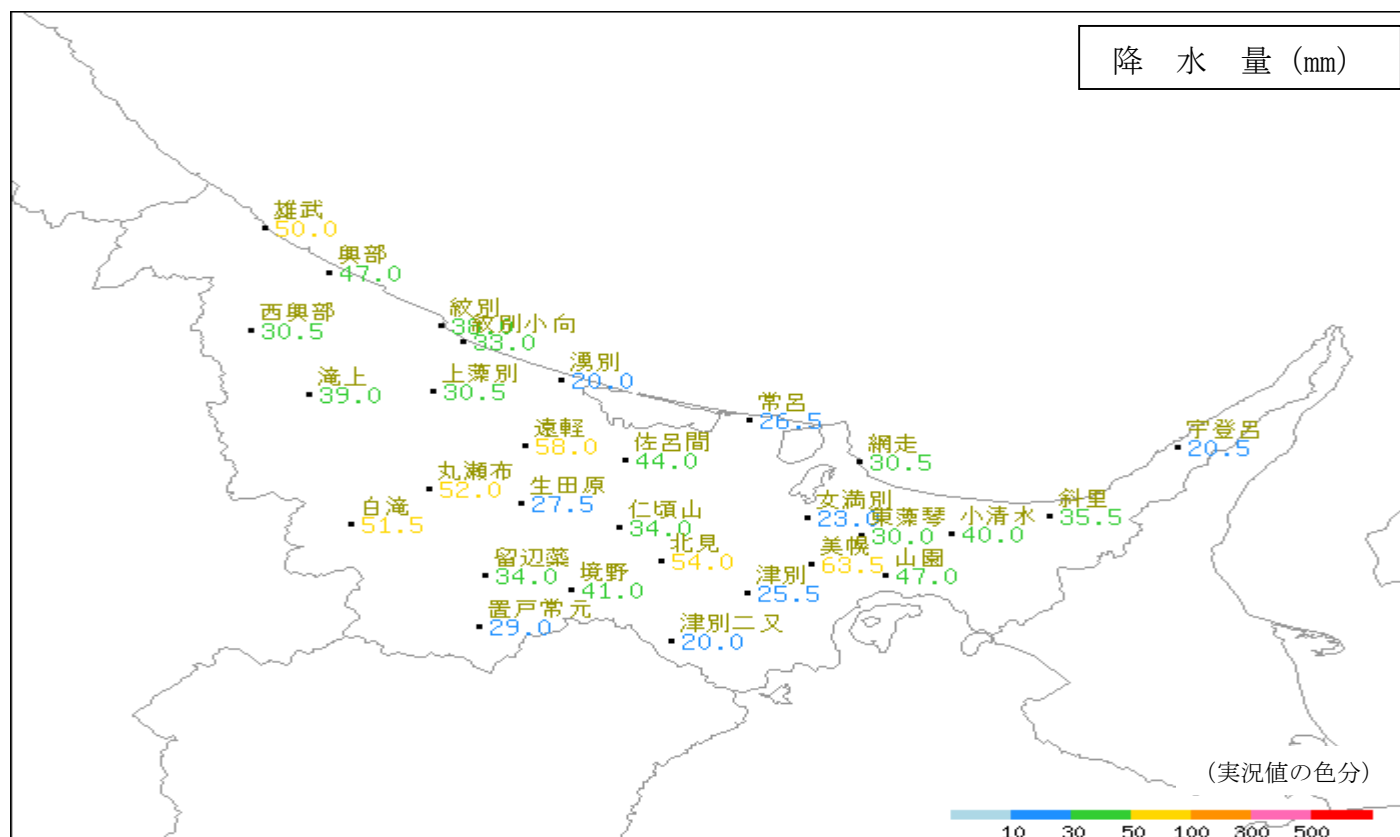 降 水 量 (mm)
雄武
50.0
興部
47.0
西興部
30.5
紋別
紋別小向
33.0
滝上
39.0
上藻別
30.5
湧別
20.0
常呂
26.5
遠軽
58.0
佐呂間
44.0
網走
30.5
宇登呂
20.5
丸瀬布
52.0
生田原
27.5
白滝
51.5
仁頃山
34.0
女満別
23.0
東藻琴
30.0
小清水
40.0
斜里
35.5
北見
54.0
美幌
63.5
山園
47.0
留辺蘂
34.0
境野
41.0
津別
25.5
置戸常元
29.0
津別二又
20.0
(実況値の色分)
10 30 50 100 300 500